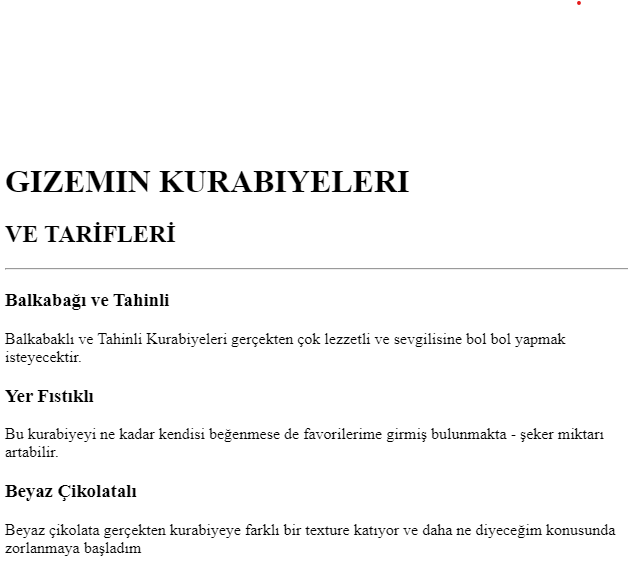 GIZEMIN KURABIYELERI
VE TARİFLERİ
Balkabağı ve Tahinli
Balkabaklı ve Tahinli Kurabiyeleri gerçekten çok lezzetli ve sevgilisine bol bol yapmak
isteyecektir.
Yer Fıstıklı
Bu kurabiyeyi ne kadar kendisi beğenmese de favorilerime girmiş bulunmakta - şeker miktarı
artabilir.
Beyaz Çikolatalı
Beyaz çikolata gerçekten kurabiyeye farklı bir texture katıyor ve daha ne diyeceğim konusunda
zorlanmaya başladım